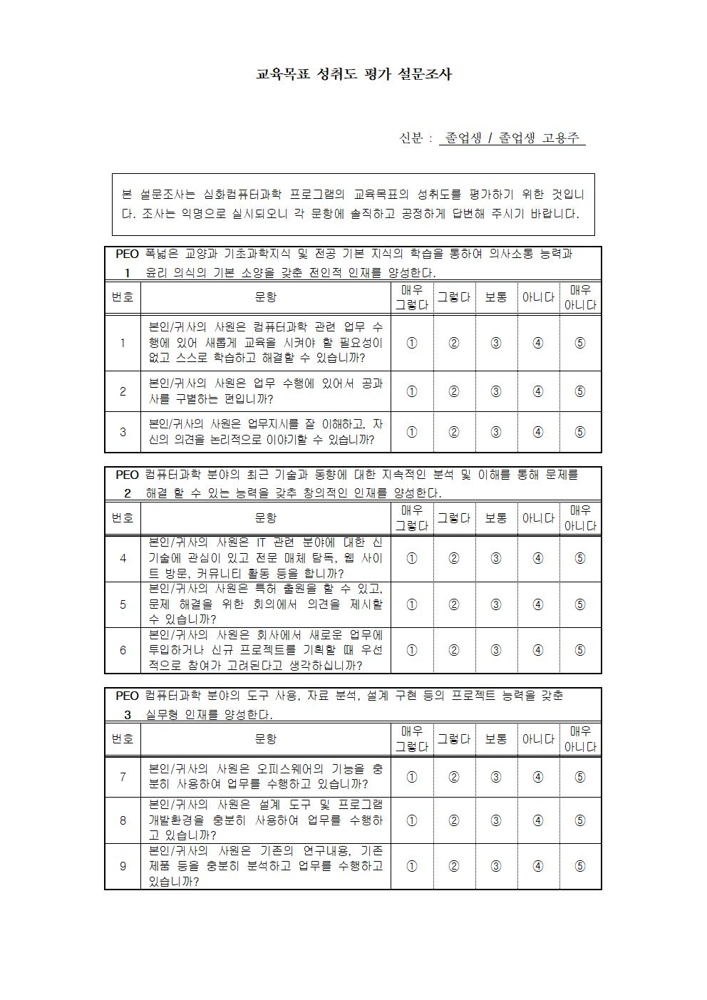 교육목표 성취도 평가 설문조사
신분 : 졸업생 / 졸업생 고용주
본 설문조사는 심화컴퓨터과학 프로그램의 교육목표의 성취도를 평가하기 위한 것입니
다. 조사는 익명으로 실시되오니 각 문항에 솔직하고 공정하게 답변해 주시기 바랍니다.
PEO 폭넓은 교양과 기초과학지식 및 전공 기본 지식의 학습을 통하여 의사소통 능력과
1 윤리 의식의 기본 소양을 갖춘 전인적 인재를 양성한다.
번호 문항 매우 그렇다 그렇다 보통 아니다 매우 아니다
본인/귀사의 사원은 컴퓨터과학 관련 업무 수
1 행에 있어 새롭게 교육을 시켜야 할 필요성이 ① ② ③ ④ ⑤
없고 스스로 학습하고 해결할 수 있습니까?
본인/귀사의 사원은 업무 수행에 있어서 공과
2 사를 구별하는 편입니까? ① ② ③ ④ ⑤
본인/귀사의 사원은 업무지시를 잘 이해하고, 자
3 신의 의견을 논리적으로 이야기할 수 있습니까? ① ② ③ ④ ⑤
PEO 컴퓨터과학 분야의 최근 기술과 동향에 대한 지속적인 분석 및 이해를 통해 문제를
2 해결 할 수 있는 능력을 갖추 창의적인 인재를 양성한다.
번호 문항 매우 그렇다 그렇다 보통 아니다 매우 아니다
본인/귀사의 사원은 IT 관련 분야에 대한 신
4 기술에 관심이 있고 전문 매체 탐독, 웹 사이 ① ② ③ ④ ⑤
트 방문, 커뮤니티 활동 등을 합니까?
본인/귀사의 사원은 특허 출원을 할 수 있고,
5 문제 해결을 위한 회의에서 의견을 제시할 ① ② ③ ④ ⑤
수 있습니까?
본인/귀사의 사원은 회사에서 새로운 업무에
6 투입하거나 신규 프로젝트를 기획할 때 우선 ① ② ③ ④ ⑤
적으로 참여가 고려된다고 생각하십니까?
PEO 컴퓨터과학 분야의 도구 사용, 자료 분석, 설계 구현 등의 프로젝트 능력을 갖춘
3 실무형 인재를 양성한다.
번호 문항 매우 그렇다 그렇다 보통 아니다 매우 아니다
본인/귀사의 사원은 오피스웨어의 기능을 충
7 분히 사용하여 업무를 수행하고 있습니까? ① ② ③ ④ ⑤
본인/귀사의 사원은 설계 도구 및 프로그램
8 개발환경을 충분히 사용하여 업무를 수행하 ① ② ③ ④ ⑤
고 있습니까?
본인/귀사의 사원은 기존의 연구내용, 기존
9 제품 등을 충분히 분석하고 업무를 수행하고 ① ② ③ ④ ⑤
있습니까?